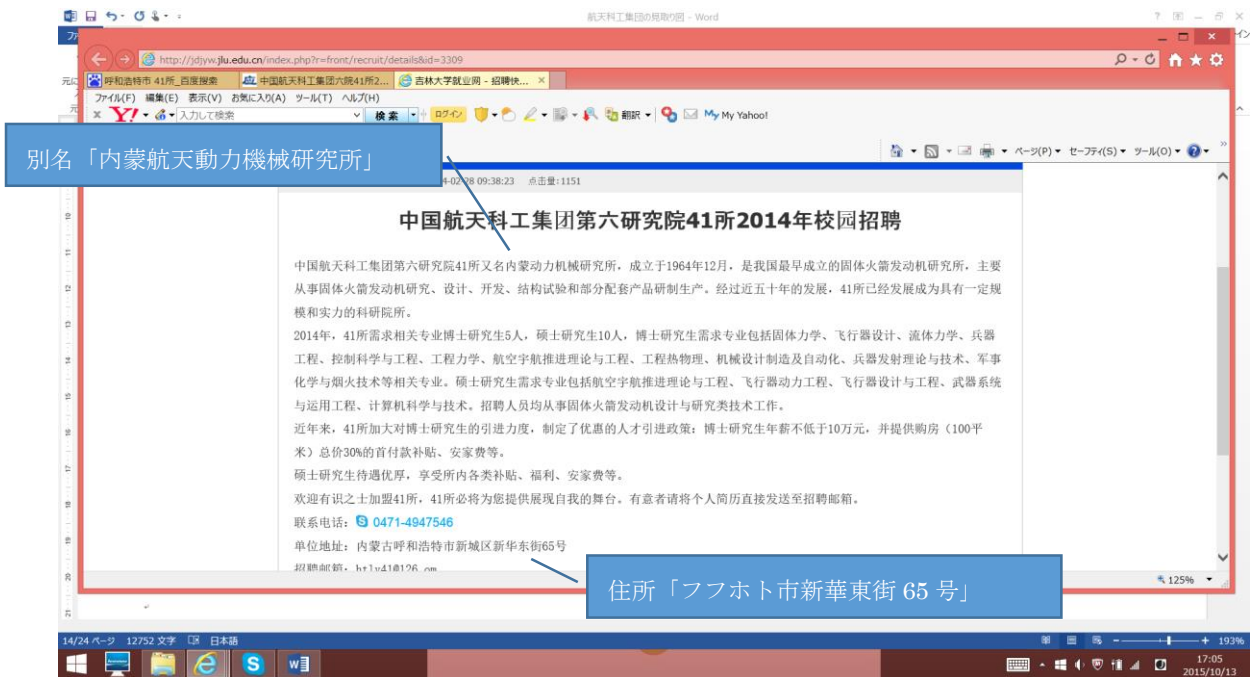 航天科工集団の見取り図 - Word
http://jdjyw.jlu.edu.cn/index.php?r=front/recruit/details&id=3309
呼和浩特市 41所_百度搜索
中国航天科工集团六院41所2...
吉林大学就业网 - 招聘快...
ファイル(F) 編集(E) 表示(V) お気に入り(A) ツール(T) ヘルプ(H)
入力して検索 検索 ログイン 翻訳 My Yahoo!
ページ(P) セーフティ(S) ツール(O)
別名「内蒙航天動力機械研究所」
02-28 09:38:23 点击量:1151
中国航天科工集团第六研究院41所2014年校园招聘
中国航天科工集团第六研究院41所又名内蒙动力机械研究所，成立于1964年12月，是我国最早成立的固体火箭发动机研究所，主要
从事固体火箭发动机研究、设计、开发、结构试验和部分配套产品研制生产。经过近五十年的发展，41所已经发展成为具有一定规
模和实力的科研院所。
2014年，41所需求相关专业博士研究生5人，硕士研究生10人，博士研究生需求专业包括固体力学、飞行器设计、流体力学、兵器
工程、控制科学与工程、工程力学、航空宇航推进理论与工程、工程热物理、机械设计制造及自动化、兵器发射理论与技术、军事
化学与烟火技术等相关专业。硕士研究生需求专业包括航空宇航推进理论与工程、飞行器动力工程、飞行器设计与工程、武器系统
与运用工程、计算机科学与技术。招聘人员均从事固体火箭发动机设计与研究类技术工作。
近年来，41所加大对博士研究生的引进力度，制定了优惠的人才引进政策：博士研究生年薪不低于10万元，并提供购房（100平
米）总价30%的首付款补贴、安家费等。
硕士研究生待遇优厚，享受所内各类补贴、福利、安家费等。
欢迎有识之士加盟41所，41所必将为您提供展现自我的舞台。有意者请将个人简历直接发送至招聘邮箱。
联系电话： 0471-4947546
单位地址：内蒙古呼和浩特市新城区新华东街65号
住所「フフホト市新華東街 65 号」
125%
14/24 ページ 12752 文字 日本語 193%
17:05
2015/10/13